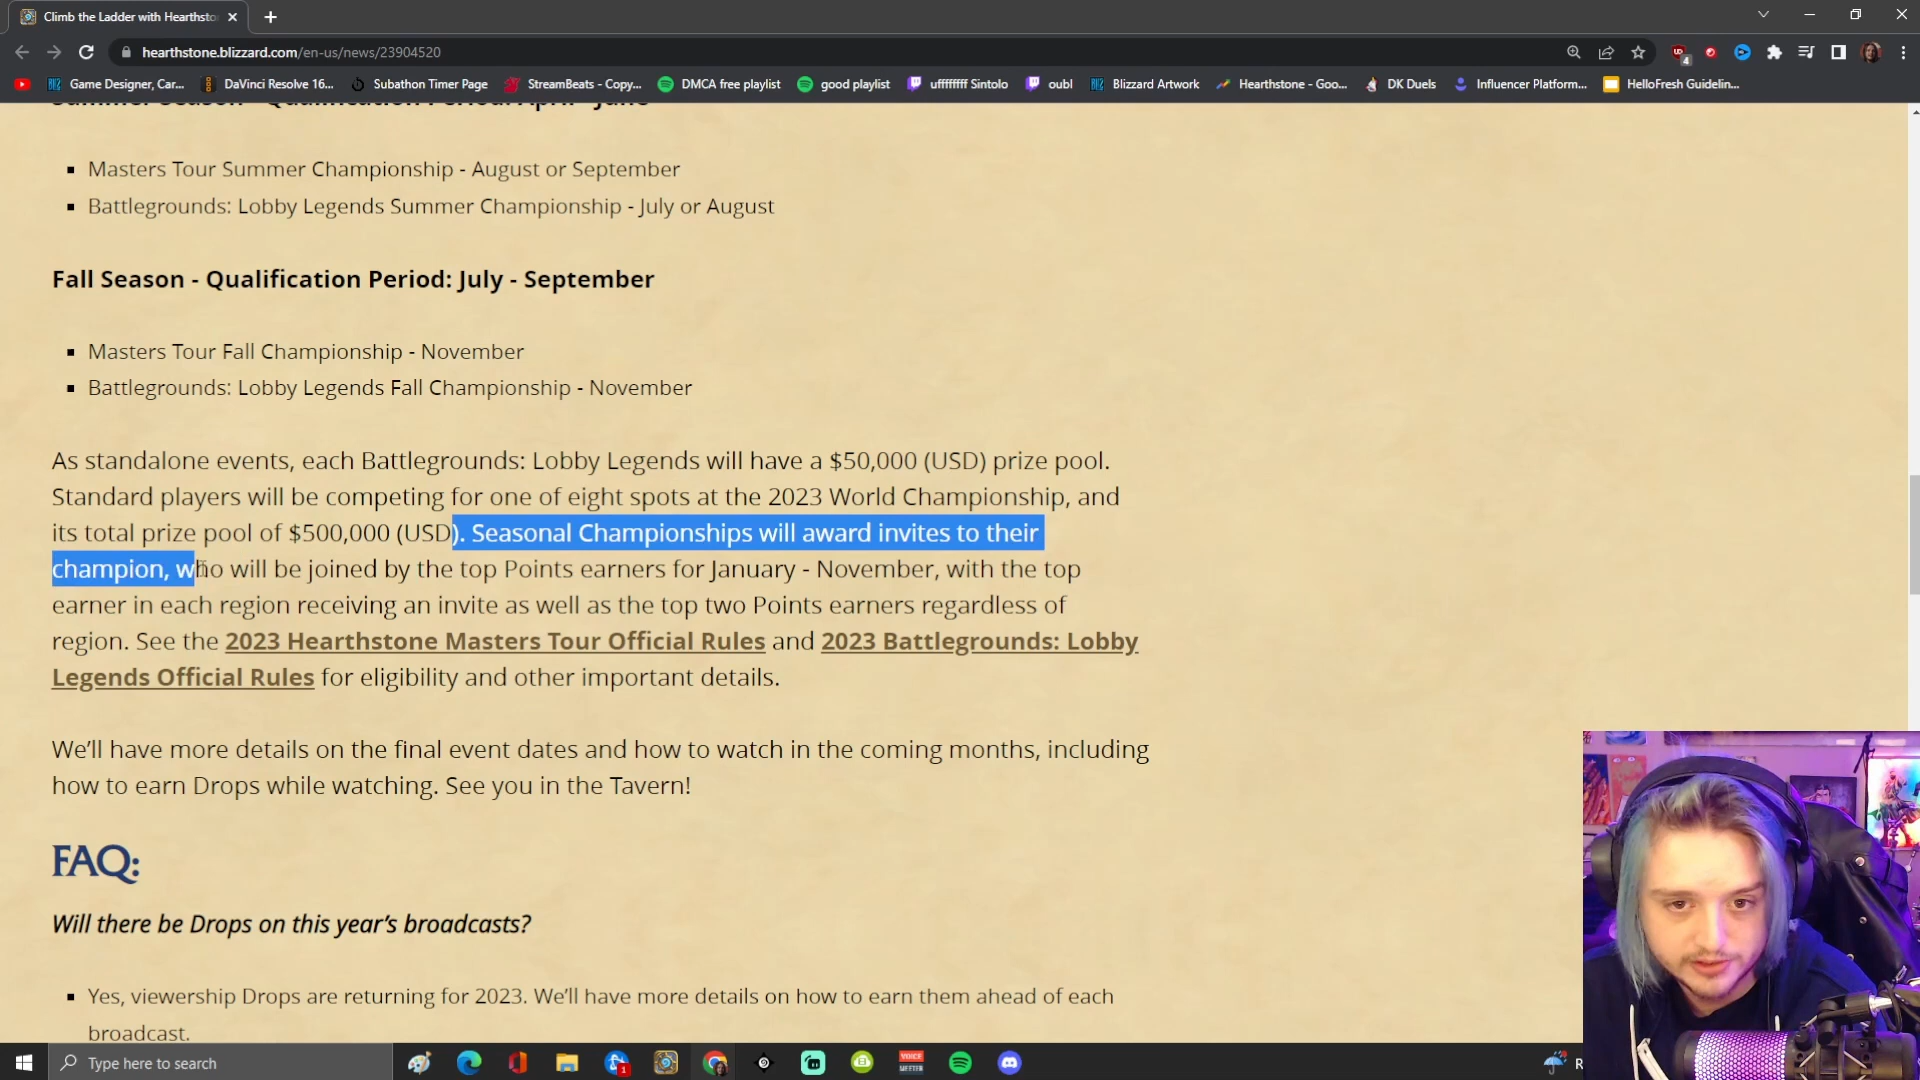 Climb the Ladder with Hearthsto
hearthstone.blizzard.com/en-us/news/23904520
4
Game Designer, Car...
DaVinci Resolve 16...
Subathon Timer Page
StreamBeats - Copy...
DMCA free playlist
good playlist
uffffffff Sintolo
oubl
Blizzard Artwork
Hearthstone - Goo...
DK Duels
Influencer Platform...
HelloFresh Guidelin...
Summer Season - Qualification Period: April - June
Masters Tour Summer Championship - August or September
Battlegrounds: Lobby Legends Summer Championship - July or August
Fall Season - Qualification Period: July - September
Masters Tour Fall Championship - November
Battlegrounds: Lobby Legends Fall Championship - November
As standalone events, each Battlegrounds: Lobby Legends will have a $50,000 (USD) prize pool.
Standard players will be competing for one of eight spots at the 2023 World Championship, and
its total prize pool of $500,000 (USD). Seasonal Championships will award invites to their
champion, who will be joined by the top Points earners for January - November, with the top
earner in each region receiving an invite as well as the top two Points earners regardless of
region. See the 2023 Hearthstone Masters Tour Official Rules and 2023 Battlegrounds: Lobby
Legends Official Rules for eligibility and other important details.
We'll have more details on the final event dates and how to watch in the coming months, including
how to earn Drops while watching. See you in the Tavern!
FAQ:
Will there be Drops on this year's broadcasts?
Yes, viewership Drops are returning for 2023. We'll have more details on how to earn them ahead of each
broadcast.
Type here to search
1
VOICE
MEETER
R